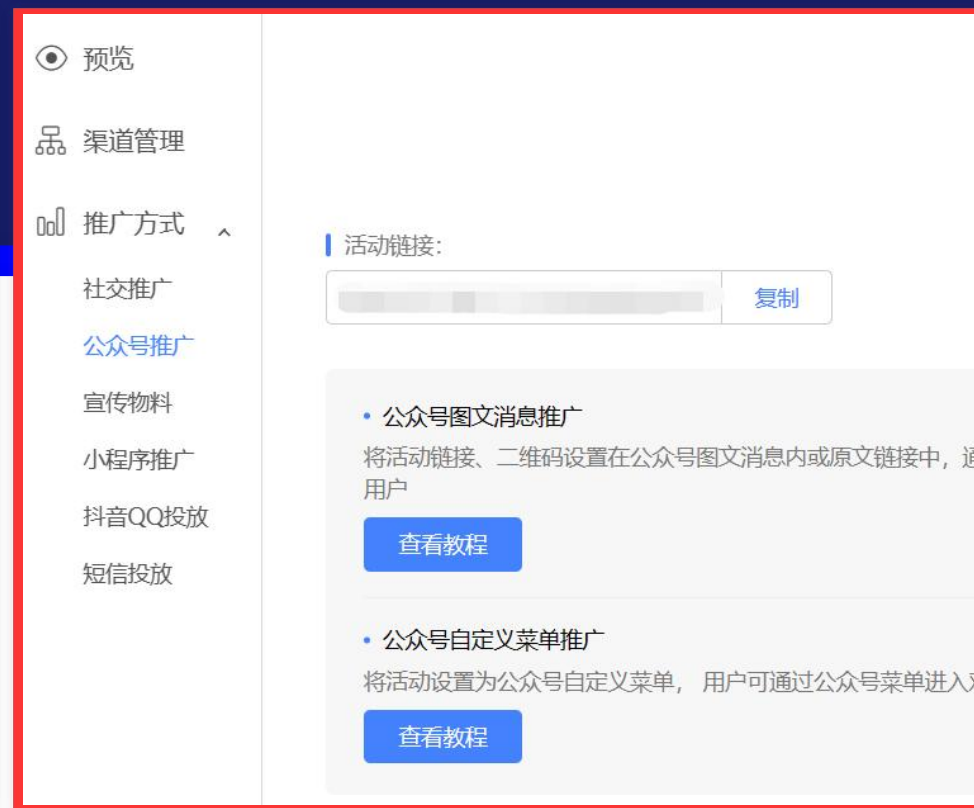 预览
渠道管理
推广方式
社交推广
公众号推广
宣传物料
小程序推广
抖音QQ投放
短信投放
活动链接:
复制
• 公众号图文消息推广
将活动链接、二维码设置在公众号图文消息内或原文链接中,
用户
查看教程
• 公众号自定义菜单推广
将活动设置为公众号自定义菜单， 用户可通过公众号菜单进入
查看教程